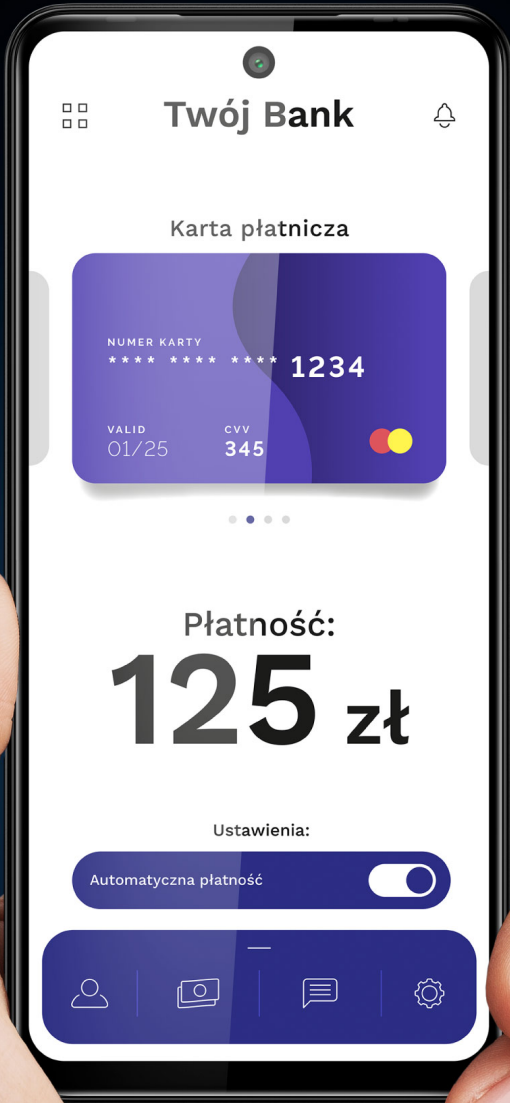 Twój Bank
Karta płatnicza
NUMER KARTY
**** **** **** 1234
VALID
01/25
CVV
345
Płatność:
125 zł
Ustawienia:
Automatyczna płatność